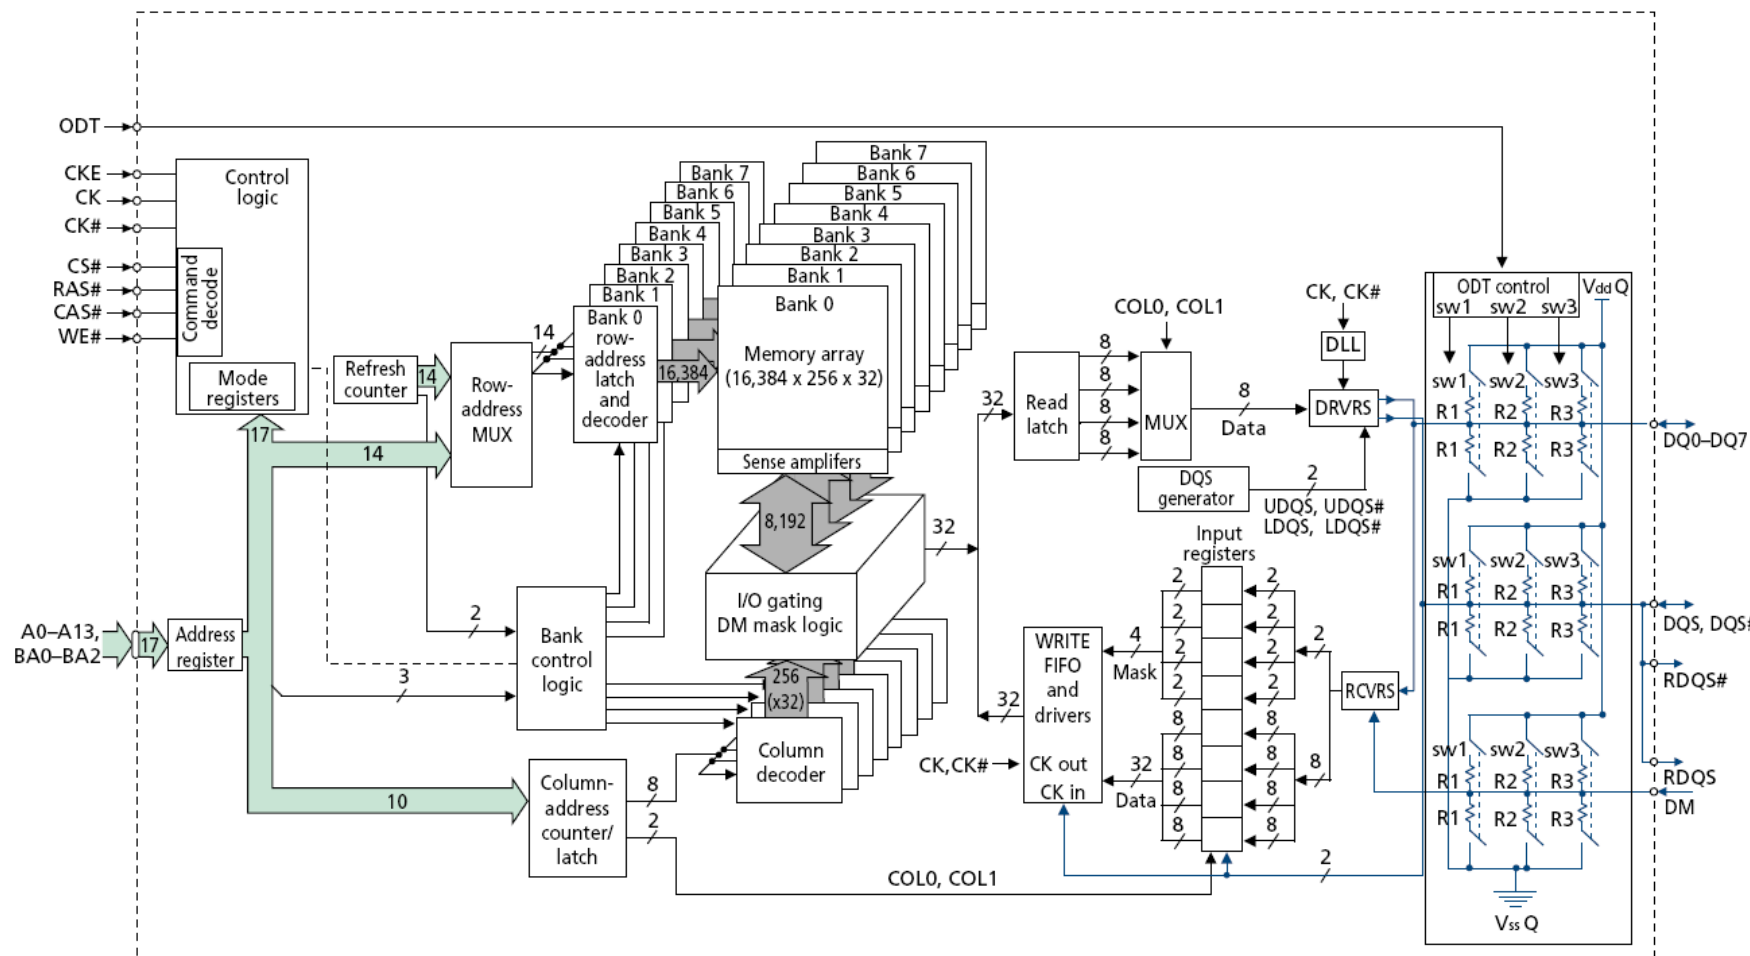 ODT
CKE
CK
CK#
CS#
RAS#
CAS#
WE#
Control
logic
Command
decode
Mode
registers
17
A0–A13,
BA0–BA2
17
Address
register
Refresh
counter
14
14
Row-
address
MUX
14
2
3
10
Bank
control
logic
Column-
address
counter/
latch
8
2
COL0, COL1
Bank 7
Bank 6
Bank 5
Bank 4
Bank 3
Bank 2
Bank 1
Bank 0
row-
address
latch
and
decoder
16,384
Bank 7
Bank 6
Bank 5
Bank 4
Bank 3
Bank 2
Bank 1
Bank 0
Memory array
(16,384 x 256 x 32)
Sense amplifers
8,192
I/O gating
DM mask logic
256
(x32)
Column
decoder
32
32
32
Read
latch
8
8
8
8
COL0, COL1
MUX
8
Data
CK, CK#
DLL
DRVRS
DQS
generator
2
UDQS, UDQS#
LDQS, LDQS#
Input
registers
WRITE
FIFO
and
drivers
CK out
CK in
CK,CK#
4
Mask
32
Data
2
2
2
2
8
8
8
8
2
2
2
2
8
8
8
8
2
8
RCVRS
2
ODT control
sw1 sw2 sw3
Vdd Q
sw1 sw2 sw3
R1 R2 R3
R1 R2 R3
sw1 sw2 sw3
R1 R2 R3
R1 R2 R3
sw1 sw2 sw3
R1 R2 R3
R1 R2 R3
Vss Q
DQ0–DQ7
DQS, DQS#
RDQS#
RDQS
DM